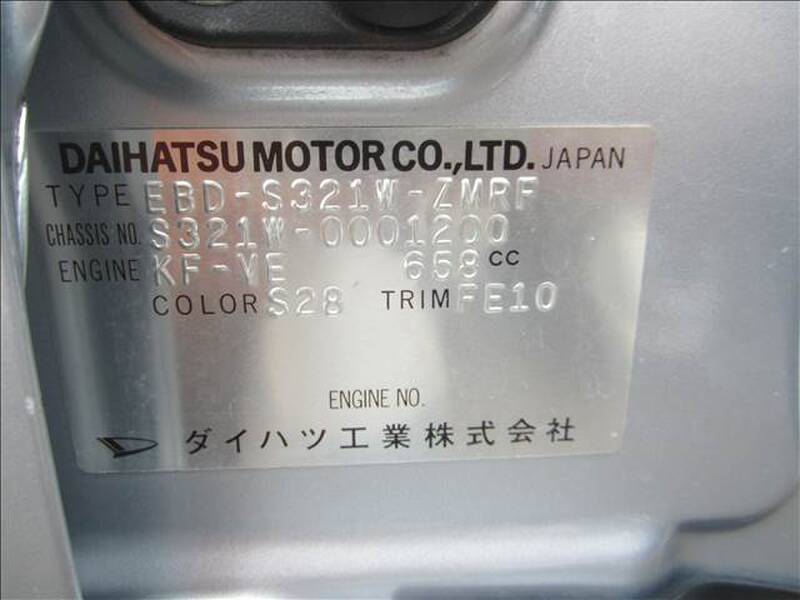 DAIHATSU MOTOR CO.,LTD. JAPAN
TYPE EBD-S321W-ZMRF
CHASSIS NO. S321W-0001200
ENGINE KF-VE 658 CC
COLOR S28 TRIM FE10
ENGINE NO.
ダイハツ工業株式会社